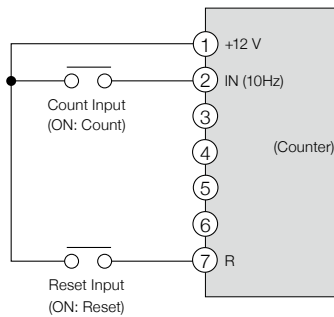 1 +12 V
2 IN (10Hz)
Count Input
(ON: Count)
3
4
(Counter)
5
6
7 R
Reset Input
(ON: Reset)